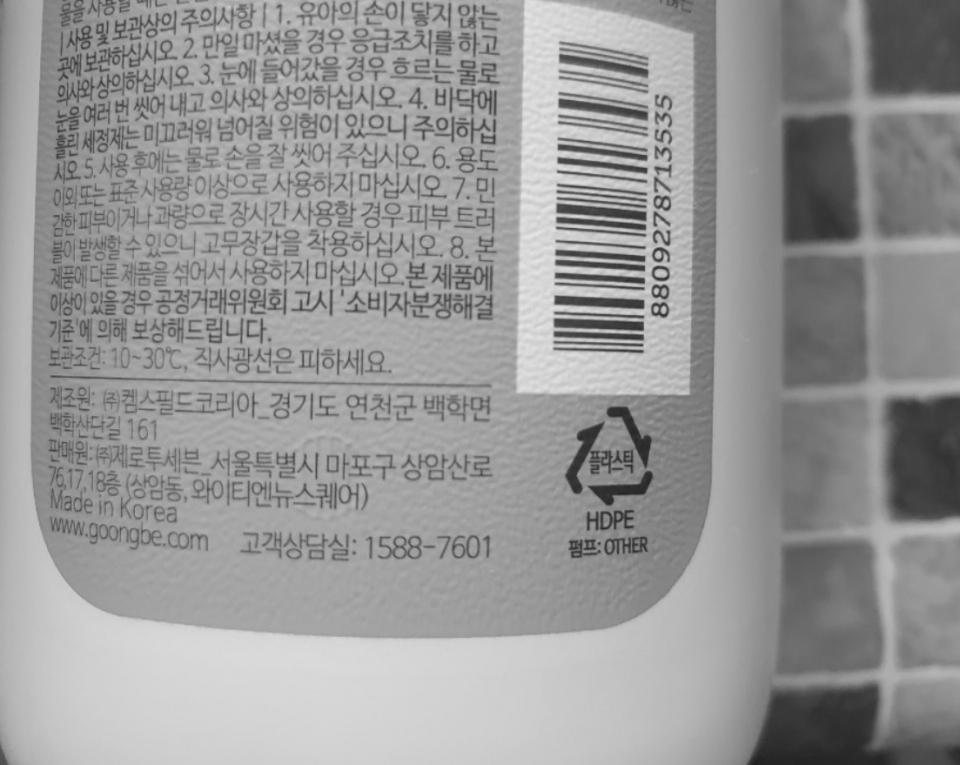 물을 사용할 때는
| 사용 및 보관상의 주의사항 | 1. 유아의 손이 닿지 않는
곳에 보관하십시오. 2. 만일 마셨을 경우 응급조치를 하고
의사와 상의하십시오. 3. 눈에 들어갔을 경우 흐르는 물로
눈을 여러 번 씻어 내고 의사와 상의하십시오. 4. 바닥에
흘린 세정제는 미끄러워 넘어질 위험이 있으니 주의하십
시오. 5. 사용 후에는 물로 손을 잘 씻어 주십시오. 6. 용도
이외 또는 표준 사용량 이상으로 사용하지 마십시오. 7. 민
감한 피부이거나 과량으로 장시간 사용할 경우 피부 트러
블이 발생할 수 있으니 고무장갑을 착용하십시오. 8. 본
제품에 다른 제품을 섞어서 사용하지 마십시오. 본 제품에
이상이 있을 경우 공정거래위원회 고시 '소비자분쟁해결
기준'에 의해 보상해드립니다.
보관조건: 10~30℃, 직사광선은 피하세요.
제조원: ㈜켐스필드코리아_경기도 연천군 백학면
백학산단길 161
판매원: ㈜제로투세븐_서울특별시 마포구 상암산로
76,17,18층 (상암동, 와이티엔뉴스퀘어)
Made in Korea
www.goongbe.com 고객상담실: 1588-7601
8809278713535
플라스틱
HDPE
펌프: OTHER